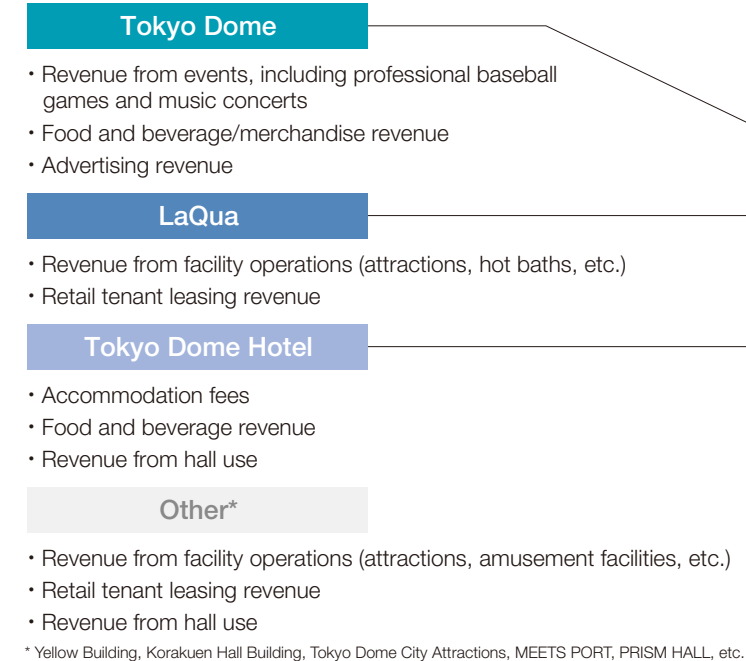 Tokyo Dome
・Revenue from events, including professional baseball
games and music concerts
・Food and beverage/merchandise revenue
・Advertising revenue
LaQua
・Revenue from facility operations (attractions, hot baths, etc.)
・Retail tenant leasing revenue
Tokyo Dome Hotel
・Accommodation fees
・Food and beverage revenue
・Revenue from hall use
Other*
・Revenue from facility operations (attractions, amusement facilities, etc.)
・Retail tenant leasing revenue
・Revenue from hall use
* Yellow Building, Korakuen Hall Building, Tokyo Dome City Attractions, MEETS PORT, PRISM HALL, etc.